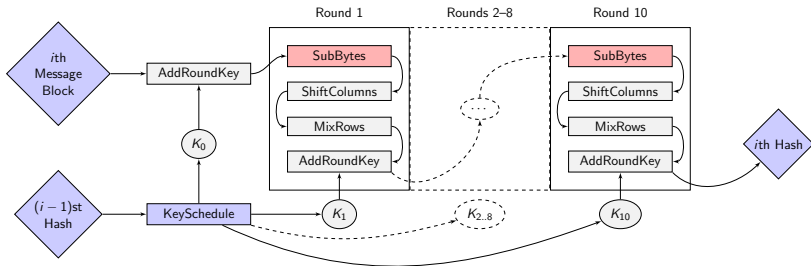 Round 1
Rounds 2–8
Round 10
ith
Message
Block
AddRoundKey
SubBytes
ShiftColumns
MixRows
AddRoundKey
...
SubBytes
ShiftColumns
MixRows
AddRoundKey
ith Hash
K₀
(i − 1)st
Hash
KeySchedule
K₁
K₂..₈
K₁₀